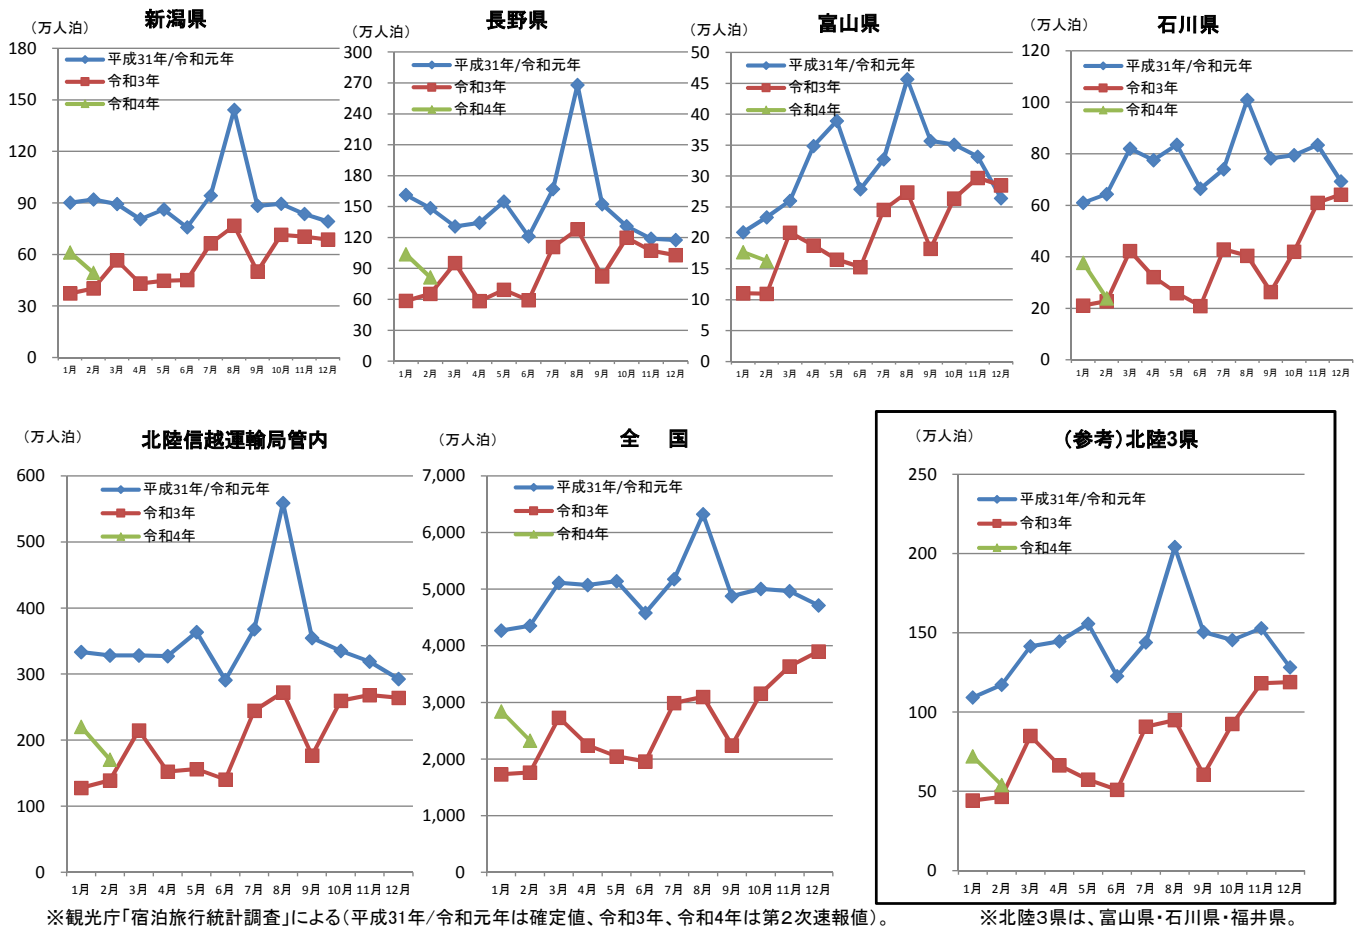 新潟県
(万人泊)
180
150
120
90
60
30
0
平成31年/令和元年
令和3年
令和4年
1月 2月 3月 4月 5月 6月 7月 8月 9月 10月 11月 12月
長野県
(万人泊)
300
270
240
210
180
150
120
90
60
30
0
平成31年/令和元年
令和3年
令和4年
1月 2月 3月 4月 5月 6月 7月 8月 9月 10月 11月 12月
富山県
(万人泊)
50
45
40
35
30
25
20
15
10
5
0
平成31年/令和元年
令和3年
令和4年
1月 2月 3月 4月 5月 6月 7月 8月 9月 10月 11月 12月
石川県
(万人泊)
120
100
80
60
40
20
0
平成31年/令和元年
令和3年
令和4年
1月 2月 3月 4月 5月 6月 7月 8月 9月 10月 11月 12月
北陸信越運輸局管内
(万人泊)
600
500
400
300
200
100
0
平成31年/令和元年
令和3年
令和4年
1月 2月 3月 4月 5月 6月 7月 8月 9月 10月 11月 12月
全 国
(万人泊)
7,000
6,000
5,000
4,000
3,000
2,000
1,000
0
平成31年/令和元年
令和3年
令和4年
1月 2月 3月 4月 5月 6月 7月 8月 9月 10月 11月 12月
(参考)北陸3県
(万人泊)
250
200
150
100
50
0
平成31年/令和元年
令和3年
令和4年
1月 2月 3月 4月 5月 6月 7月 8月 9月 10月 11月 12月
※観光庁「宿泊旅行統計調査」による(平成31年/令和元年は確定値、令和3年、令和4年は第2次速報値)。
※北陸3県は、富山県・石川県・福井県。